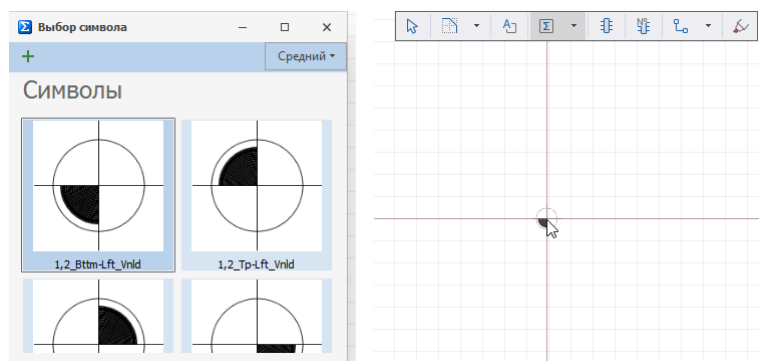 Выбор символа
Средний
Символы
1,2_Bttm-Lft_Vnld
1,2_Tp-Lft_Vnld